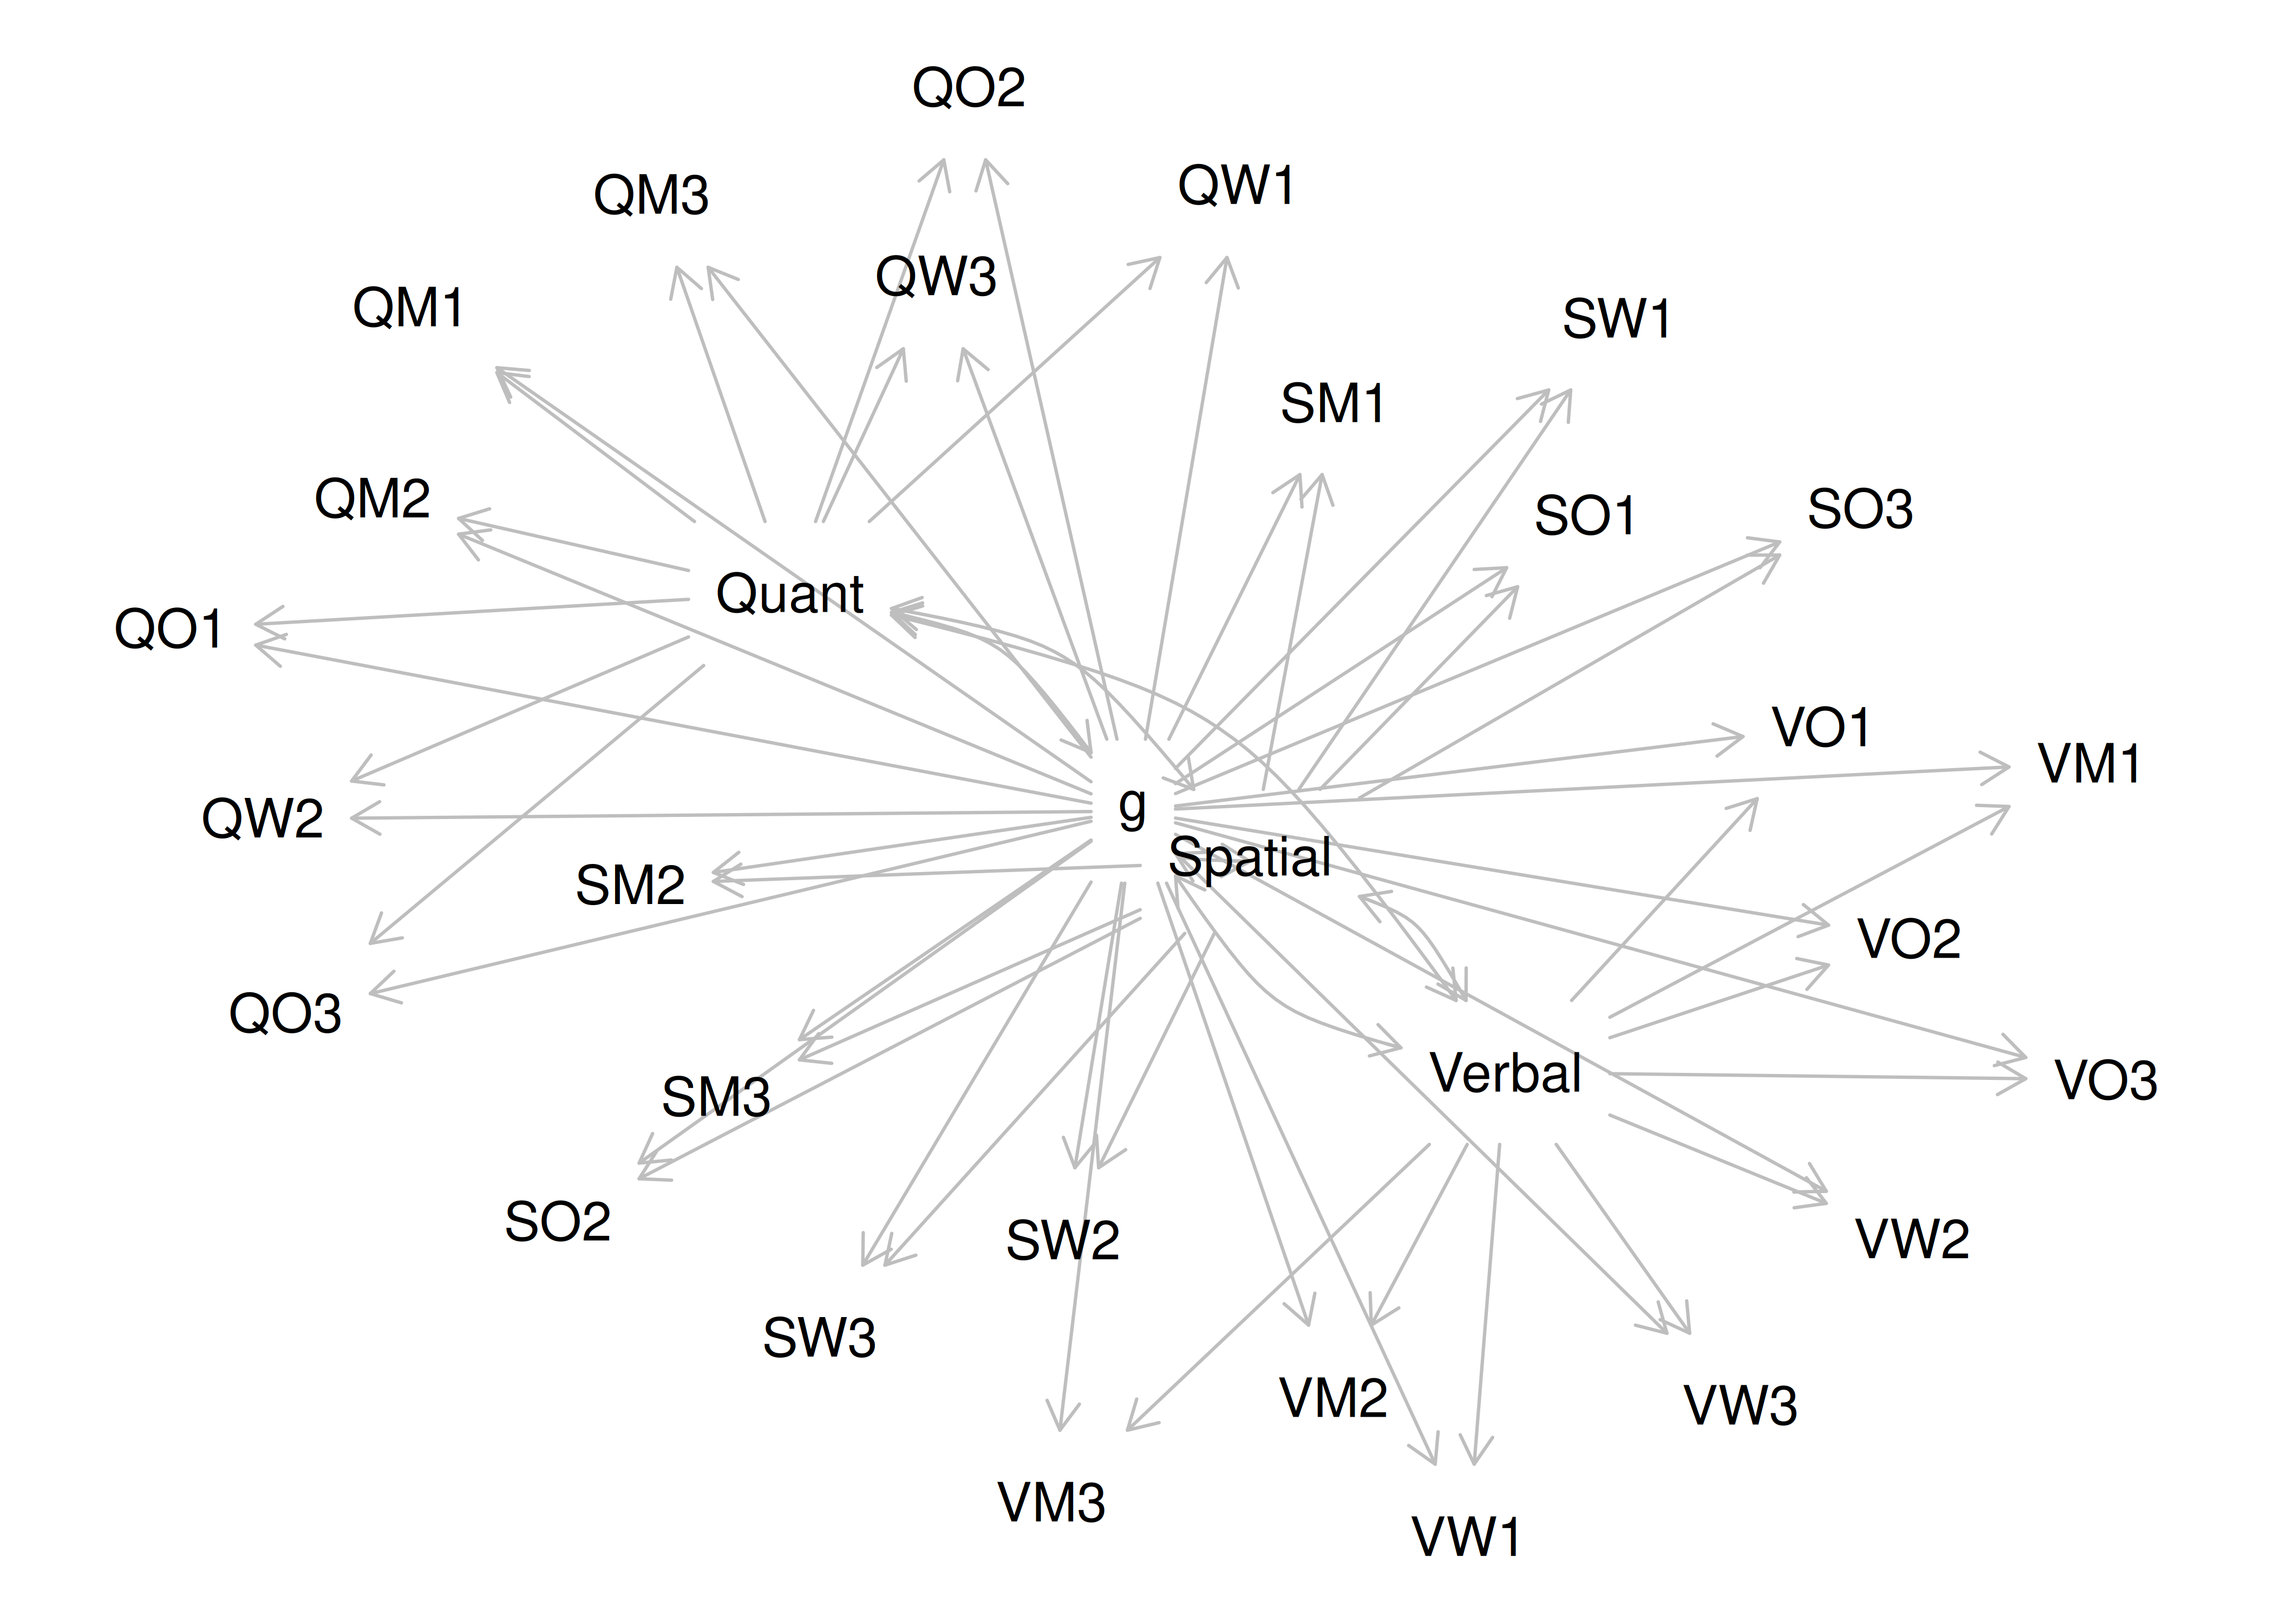 QO2
QM3
QW1
QW3
QM1
SW1
SM1
QM2
SO1
SO3
Quant
QO1
VO1
VM1
g
QW2
Spatial
SM2
VO2
QO3
Verbal
VO3
SM3
SO2
SW2
VW2
SW3
VM2
VW3
VM3
VW1